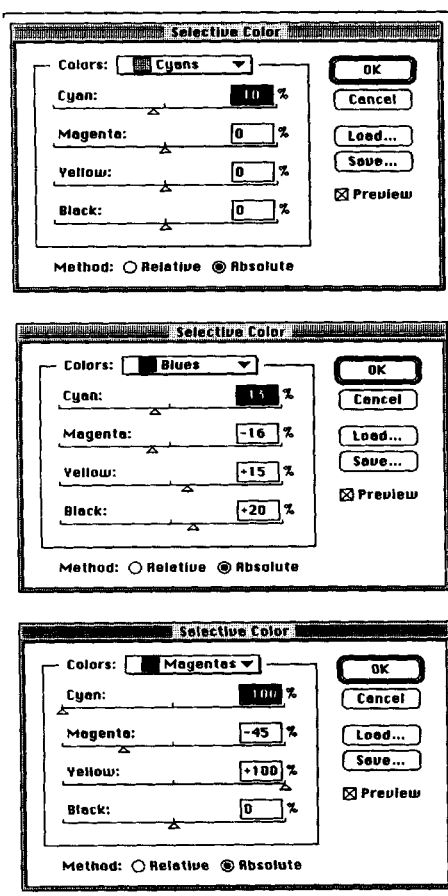 Selective Color
Colors: Cyans
OK
Cyan: 10 %
Cancel
Magenta: 0 %
Load...
Yellow: 0 %
Save...
Preview
Black: 0 %
Method: Relative Absolute
Selective Color
Colors: Blues
OK
Cyan: 13 %
Cancel
Magenta: -16 %
Load...
Yellow: +15 %
Save...
Preview
Black: +20 %
Method: Relative Absolute
Selective Color
Colors: Magentas
OK
Cyan: -100 %
Cancel
Magenta: -45 %
Load...
Yellow: +100 %
Save...
Preview
Black: 0 %
Method: Relative Absolute